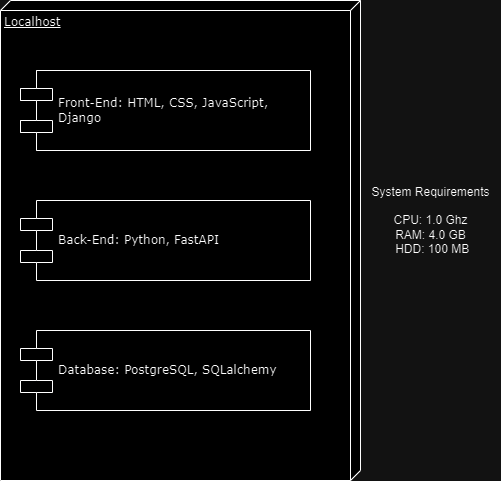 Localhost
Front-End: HTML, CSS, JavaScript,
Django
Back-End: Python, FastAPI
Database: PostgreSQL, SQLalchemy
System Requirements
CPU: 1.0 Ghz
RAM: 4.0 GB
HDD: 100 MB